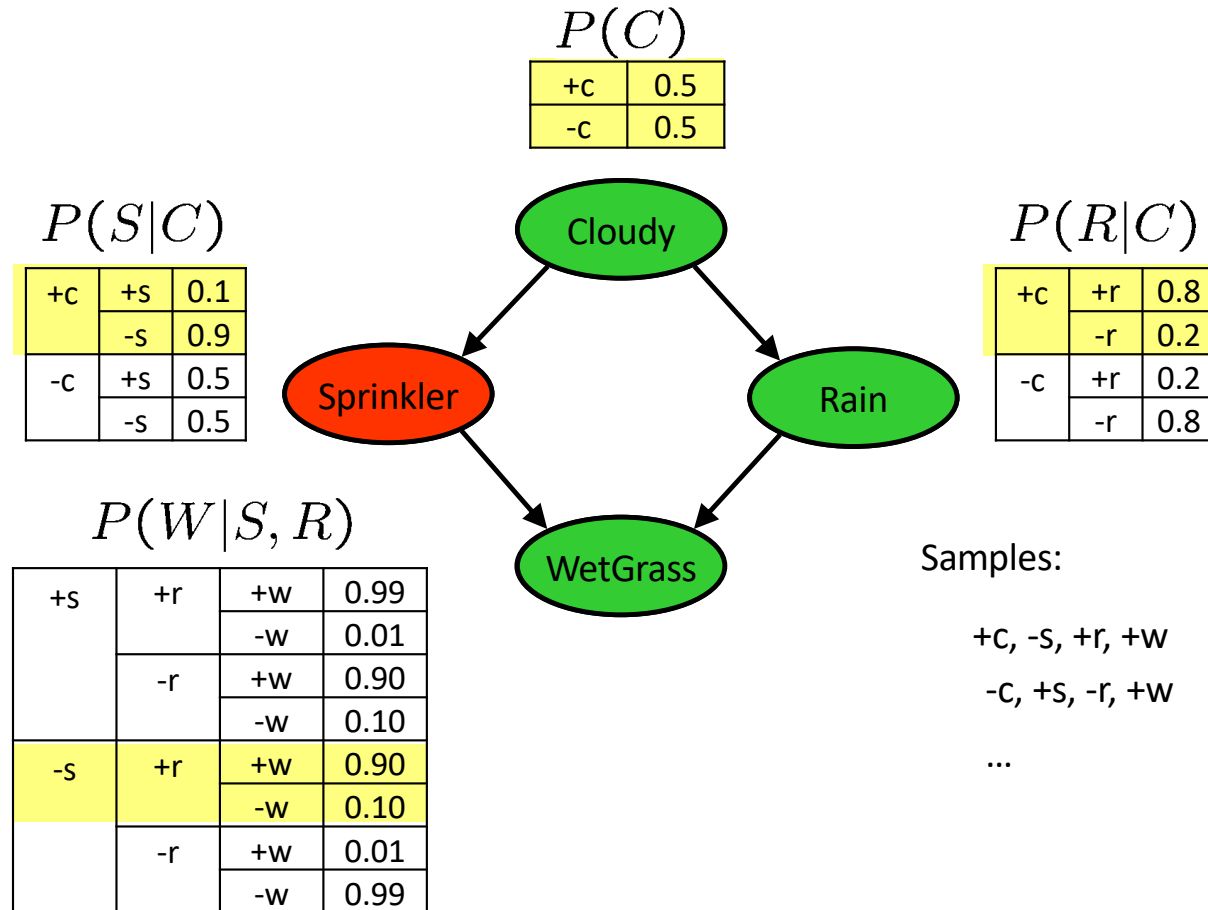 P(C)
+c 0.5
-c 0.5
Cloudy
P(S|C)
+c +s 0.1
-s 0.9
-c +s 0.5
-s 0.5
P(R|C)
+c +r 0.8
-r 0.2
-c +r 0.2
-r 0.8
Sprinkler
Rain
WetGrass
P(W|S, R)
+s +r +w 0.99
-w 0.01
-r +w 0.90
-w 0.10
-s +r +w 0.90
-w 0.10
-r +w 0.01
-w 0.99
Samples:
+c, -s, +r, +w
-c, +s, -r, +w
...